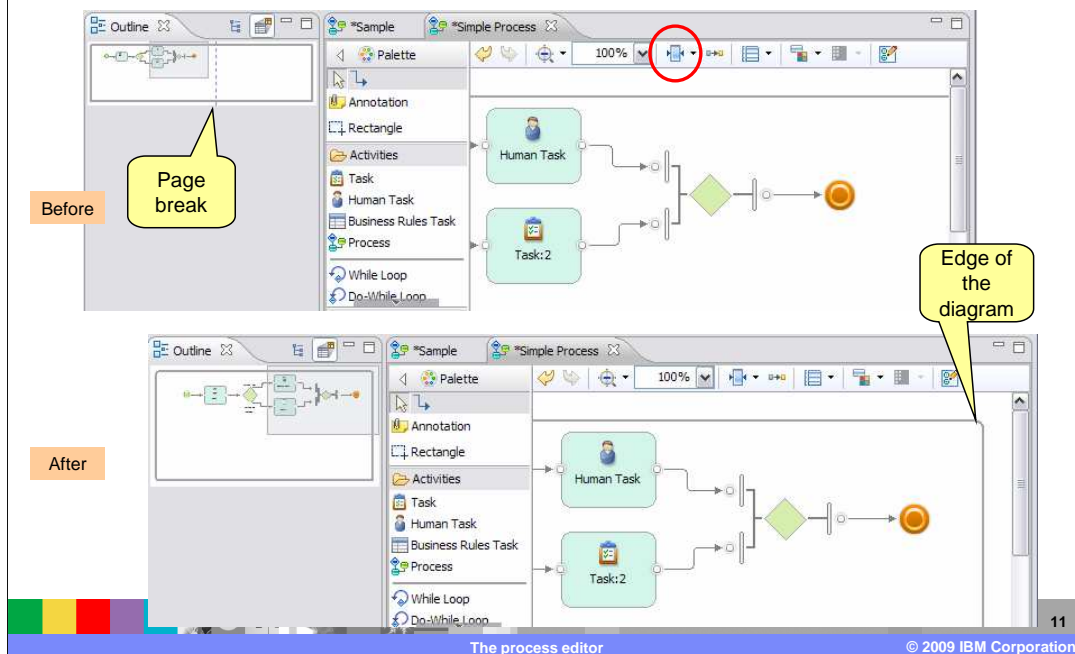 Outline
*Sample
*Simple Process
Palette
100%
Annotation
Rectangle
Activities
Task
Human Task
Business Rules Task
Process
While Loop
Do-While Loop
Human Task
Task:2
Page
break
Before
Edge of
the
diagram
Outline
*Sample
*Simple Process
Palette
100%
Annotation
Rectangle
Activities
Task
Human Task
Business Rules Task
Process
While Loop
Do-While Loop
Human Task
Task:2
After
11
The process editor
© 2009 IBM Corporation